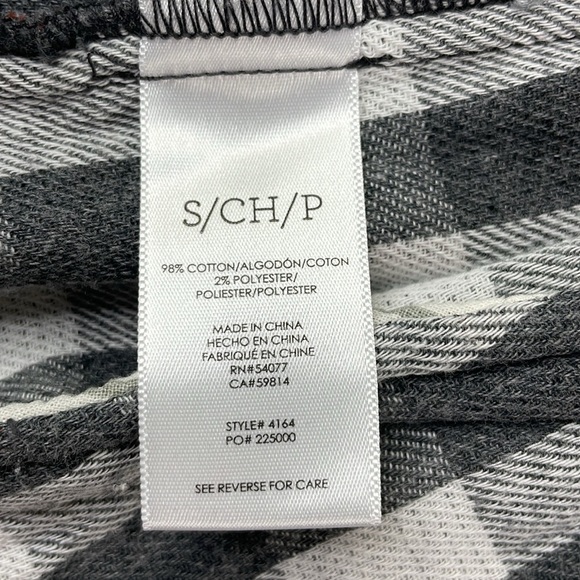 S/CH/P
98% COTTON/ALGODÓN/COTON
2% POLYESTER/
POLIESTER/POLYESTER
MADE IN CHINA
HECHO EN CHINA
FABRIQUÉ EN CHINE
RN#54077
CA#59814
STYLE# 4164
PO# 225000
SEE REVERSE FOR CARE